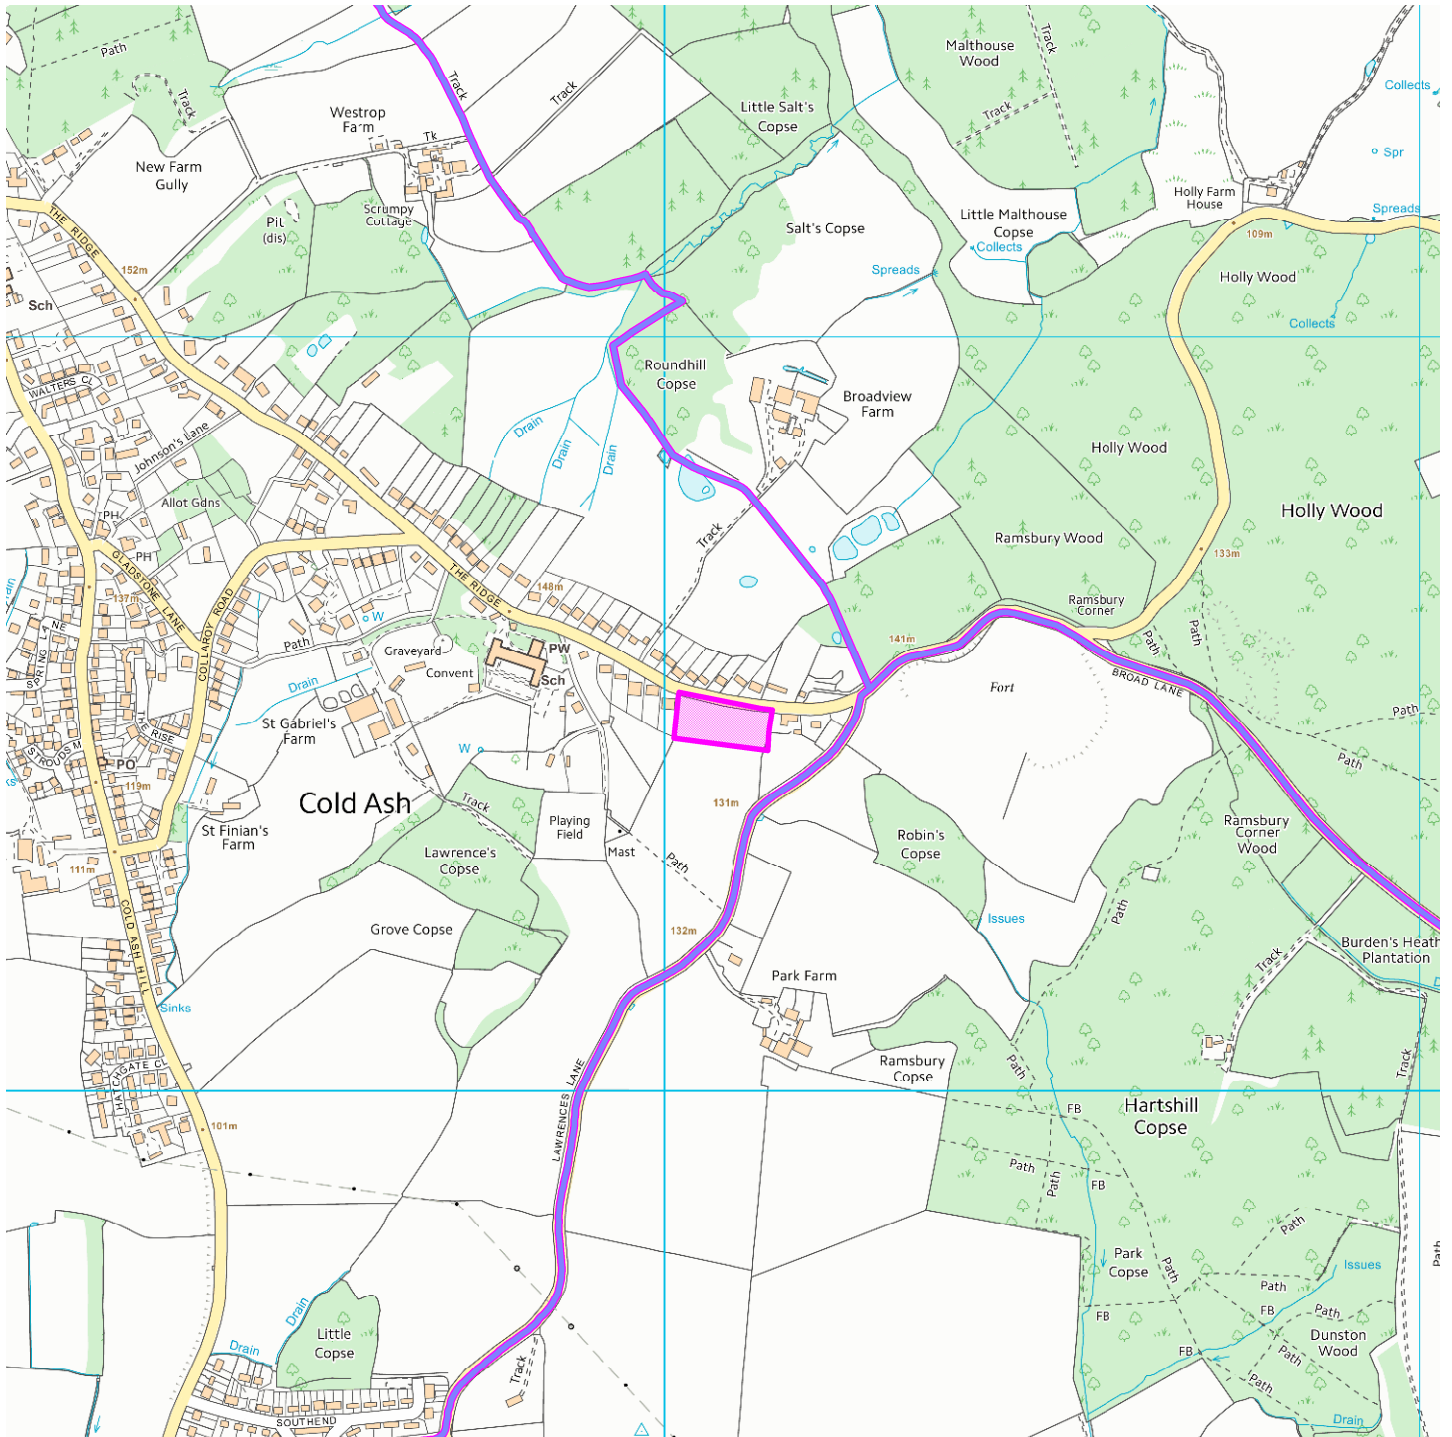 Path
Track
Track
Track
Westrop
Farm
Tk
New Farm
Gully
Scrumpy
Cottage
Pit
(dis)
Little Salt's
Copse
Malthouse
Wood
Track
Track
Collects
Spr
Spreads
Holly Farm
House
109m
Little Malthouse
Copse
Collects
Salt's Copse
Spreads
Holly Wood
Collects
THE RIDGE
152m
Sch
WALTERS CL
Johnson's Lane
Allot Gdns
PH
PH
Roundhill
Copse
Broadview
Farm
Drain
Drain
Drain
Holly Wood
Holly Wood
Ramsbury Wood
133m
Track
GLADSTONE LANE
137m
COLLAROY ROAD
THE RIDGE
148m
Ramsbury
Corner
141m
Path
Path
W
Path
Graveyard
Convent
PW
Sch
Drain
Drain
SPRING LANE
THE RISE
STROUDS M
St Gabriel's
Farm
W
Fort
BROAD LANE
Path
Path
PO
119m
ks
Cold Ash
131m
St Finian's
Farm
Track
Playing
Field
Mast
Path
Robin's
Copse
Ramsbury
Corner
Wood
111m
Lawrence's
Copse
Path
COLD ASH HILL
Grove Copse
132m
Issues
Burden's Heath
Plantation
Track
Park Farm
Sinks
HATCHGATE CL
Ramsbury
Copse
Path
Track
LAWRENCES LANE
101m
FB
Hartshill
Copse
Path
Path
FB
Path
Path
Park
Copse
Path
Issues
Path
FB
Path
FB
Dunston
Wood
FB
Path
Path
Drain
Drain
Little
Copse
Drain
Track
SOUTHEND